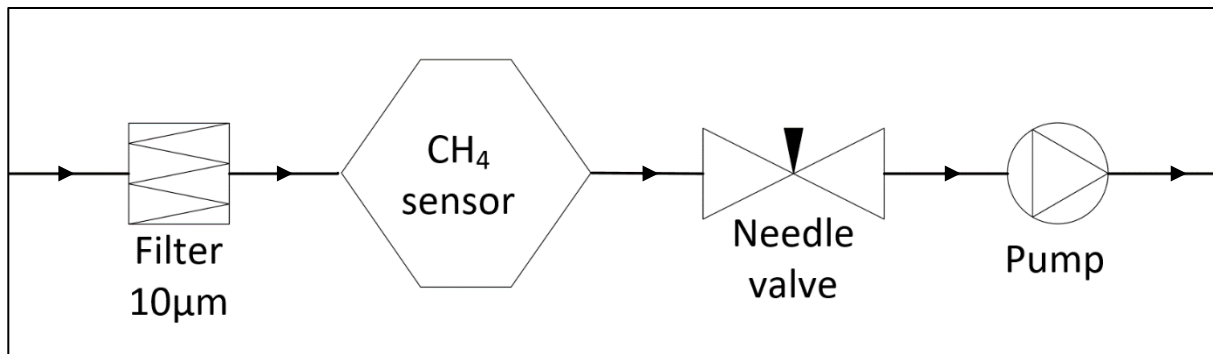 Filter
10µm
CH₄
sensor
Needle
valve
Pump